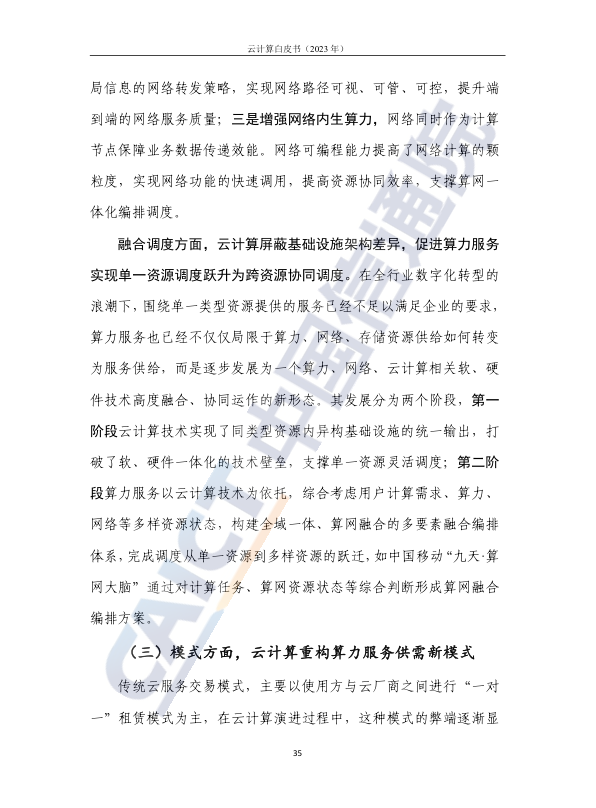 云计算白皮书（2023 年）
局信息的网络转发策略，实现网络路径可视、可管、可控，提升端
到端的网络服务质量；三是增强网络内生算力，网络同时作为计算
节点保障业务数据传递效能。网络可编程能力提高了网络计算的颗
粒度，实现网络功能的快速调用，提高资源协同效率，支撑算网一
体化编排调度。
融合调度方面，云计算屏蔽基础设施架构差异，促进算力服务
实现单一资源调度跃升为跨资源协同调度。在全行业数字化转型的
浪潮下，围绕单一类型资源提供的服务已经不足以满足企业的要求，
算力服务也已经不仅仅局限于算力、网络、存储资源供给如何转变
为服务供给，而是逐步发展为一个算力、网络、云计算相关软、硬
件技术高度融合、协同运作的新形态。其发展分为两个阶段，第一
阶段云计算技术实现了同类型资源内异构基础设施的统一输出，打
破了软、硬件一体化的技术壁垒，支撑单一资源灵活调度；第二阶
段算力服务以云计算技术为依托，综合考虑用户计算需求、算力、
网络等多样资源状态，构建全域一体、算网融合的多要素融合编排
体系，完成调度从单一资源到多样资源的跃迁，如中国移动“九天·算
网大脑”通过对计算任务、算网资源状态等综合判断形成算网融合
编排方案。
（三）模式方面，云计算重构算力服务供需新模式
传统云服务交易模式，主要以使用方与云厂商之间进行“一对
一”租赁模式为主，在云计算演进过程中，这种模式的弊端逐渐显
35
CAICT 中国信通院